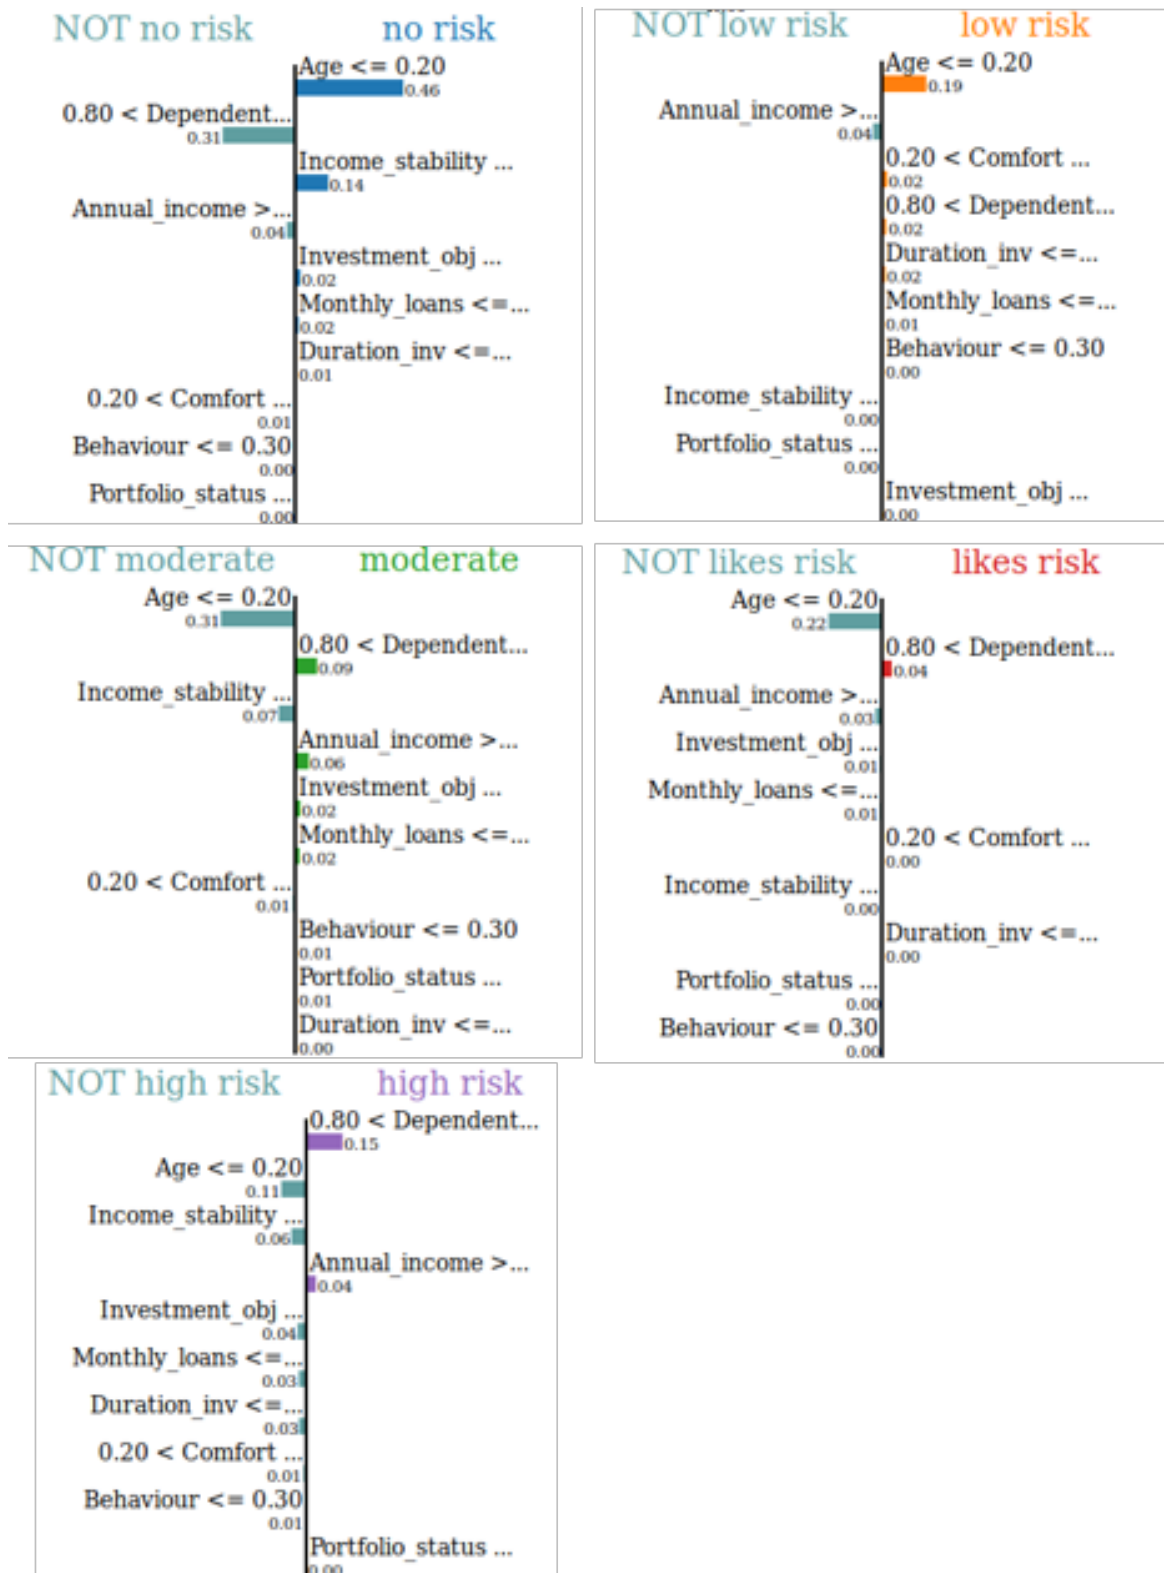 NOT no risk no risk
Age <= 0.20
0.46
0.80 < Dependent...
0.31
Income_stability ...
0.14
Annual_income >...
0.04
Investment_obj ...
0.02
Monthly_loans <=...
0.02
Duration_inv <=...
0.01
0.20 < Comfort ...
0.01
Behaviour <= 0.30
0.00
Portfolio_status ...
0.00
NOT low risk low risk
Age <= 0.20
0.19
Annual_income >...
0.04
0.20 < Comfort ...
0.02
0.80 < Dependent...
0.02
Duration_inv <=...
0.02
Monthly_loans <=...
0.01
Behaviour <= 0.30
0.00
Income_stability ...
0.00
Portfolio_status ...
0.00
Investment_obj ...
0.00
NOT moderate moderate
Age <= 0.20
0.31
0.80 < Dependent...
0.09
Income_stability ...
0.07
Annual_income >...
0.06
Investment_obj ...
0.02
Monthly_loans <=...
0.02
0.20 < Comfort ...
0.01
Behaviour <= 0.30
0.01
Portfolio_status ...
0.01
Duration_inv <=...
0.00
NOT likes risk likes risk
Age <= 0.20
0.22
0.80 < Dependent...
0.04
Annual_income >...
0.03
Investment_obj ...
0.01
Monthly_loans <=...
0.01
0.20 < Comfort ...
0.00
Income_stability ...
0.00
Duration_inv <=...
0.00
Portfolio_status ...
0.00
Behaviour <= 0.30
0.00
NOT high risk high risk
0.80 < Dependent...
0.15
Age <= 0.20
0.11
Income_stability ...
0.06
Annual_income >...
0.04
Investment_obj ...
0.04
Monthly_loans <=...
0.03
Duration_inv <=...
0.03
0.20 < Comfort ...
0.01
Behaviour <= 0.30
0.01
Portfolio_status ...
0.00